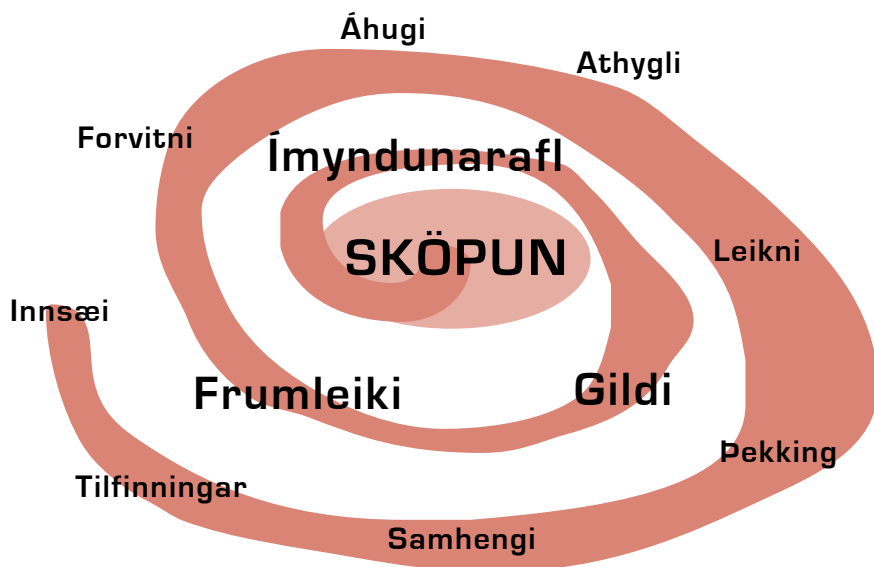 Áhugi
Athygli
Forvitni
Ímyndunarafl
Leikni
SKÖPUN
Innsæi
Frumleiki
Gildi
Þekking
Tilfinningar
Samhengi